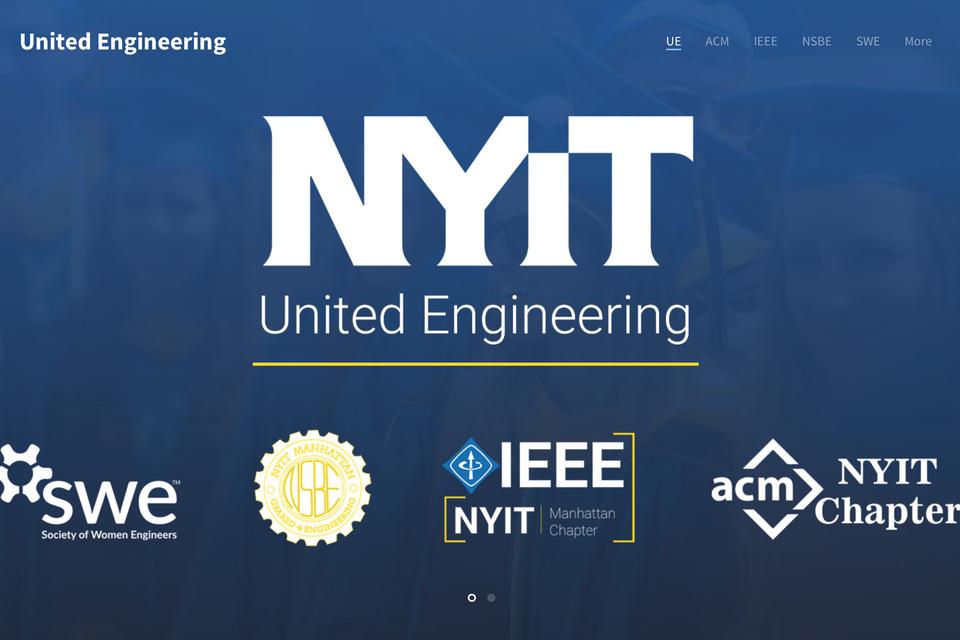 United Engineering
UE ACM IEEE NSBE SWE More
NYiT
United Engineering
swe™
Society of Women Engineers
NYIT MANHATTAN
NSBE
GEARED 4 ENGINEERING
IEEE
NYIT Manhattan
Chapter
acm NYIT
Chapter